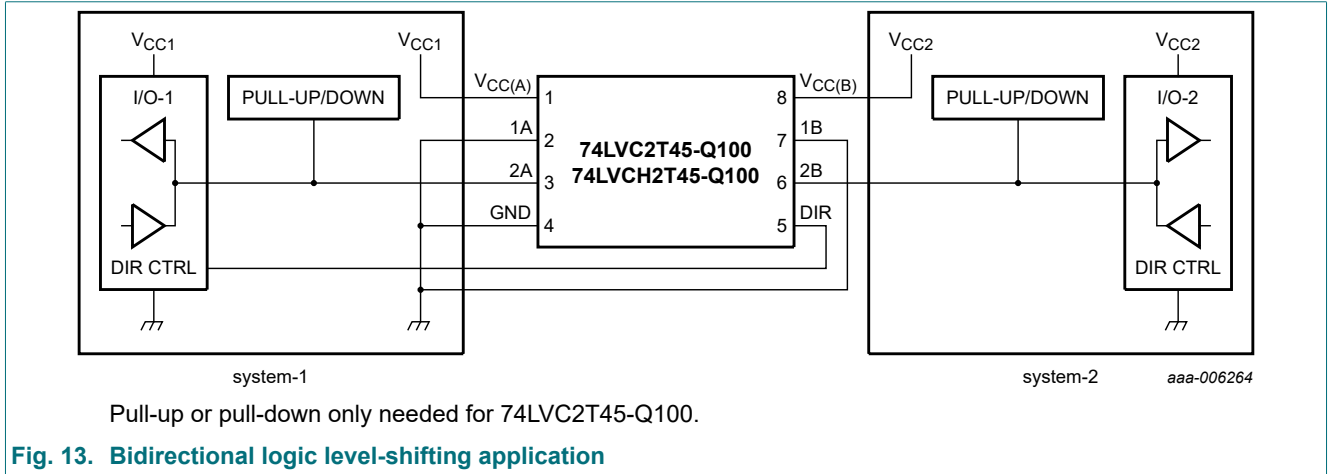 VCC1
VCC1
VCC2
VCC2
I/O-1
PULL-UP/DOWN
VCC(A)
1
8
VCC(B)
PULL-UP/DOWN
I/O-2
1A
2
74LVC2T45-Q100
7
1B
2A
3
74LVCH2T45-Q100
6
2B
GND
4
5
DIR
DIR CTRL
DIR CTRL
system-1
system-2
aaa-006264
Pull-up or pull-down only needed for 74LVC2T45-Q100.
Fig. 13. Bidirectional logic level-shifting application